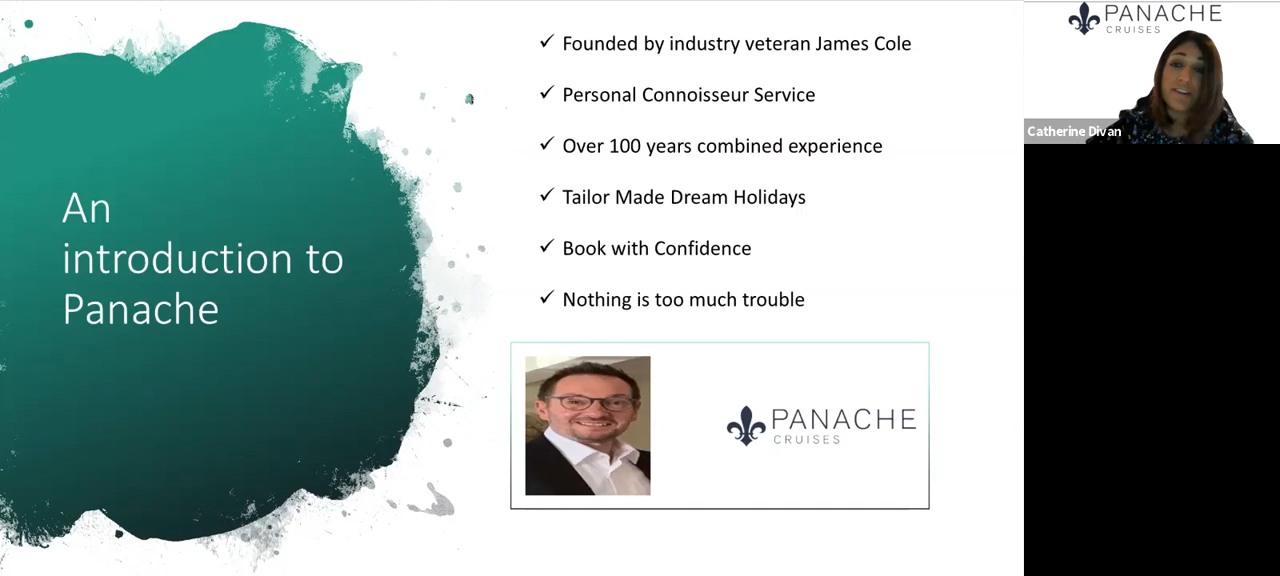 An
introduction to
Panache
Founded by industry veteran James Cole
Personal Connoisseur Service
Over 100 years combined experience
Tailor Made Dream Holidays
Book with Confidence
Nothing is too much trouble
PANACHE
CRUISES
PANACHE
CRUISES
Catherine Divan